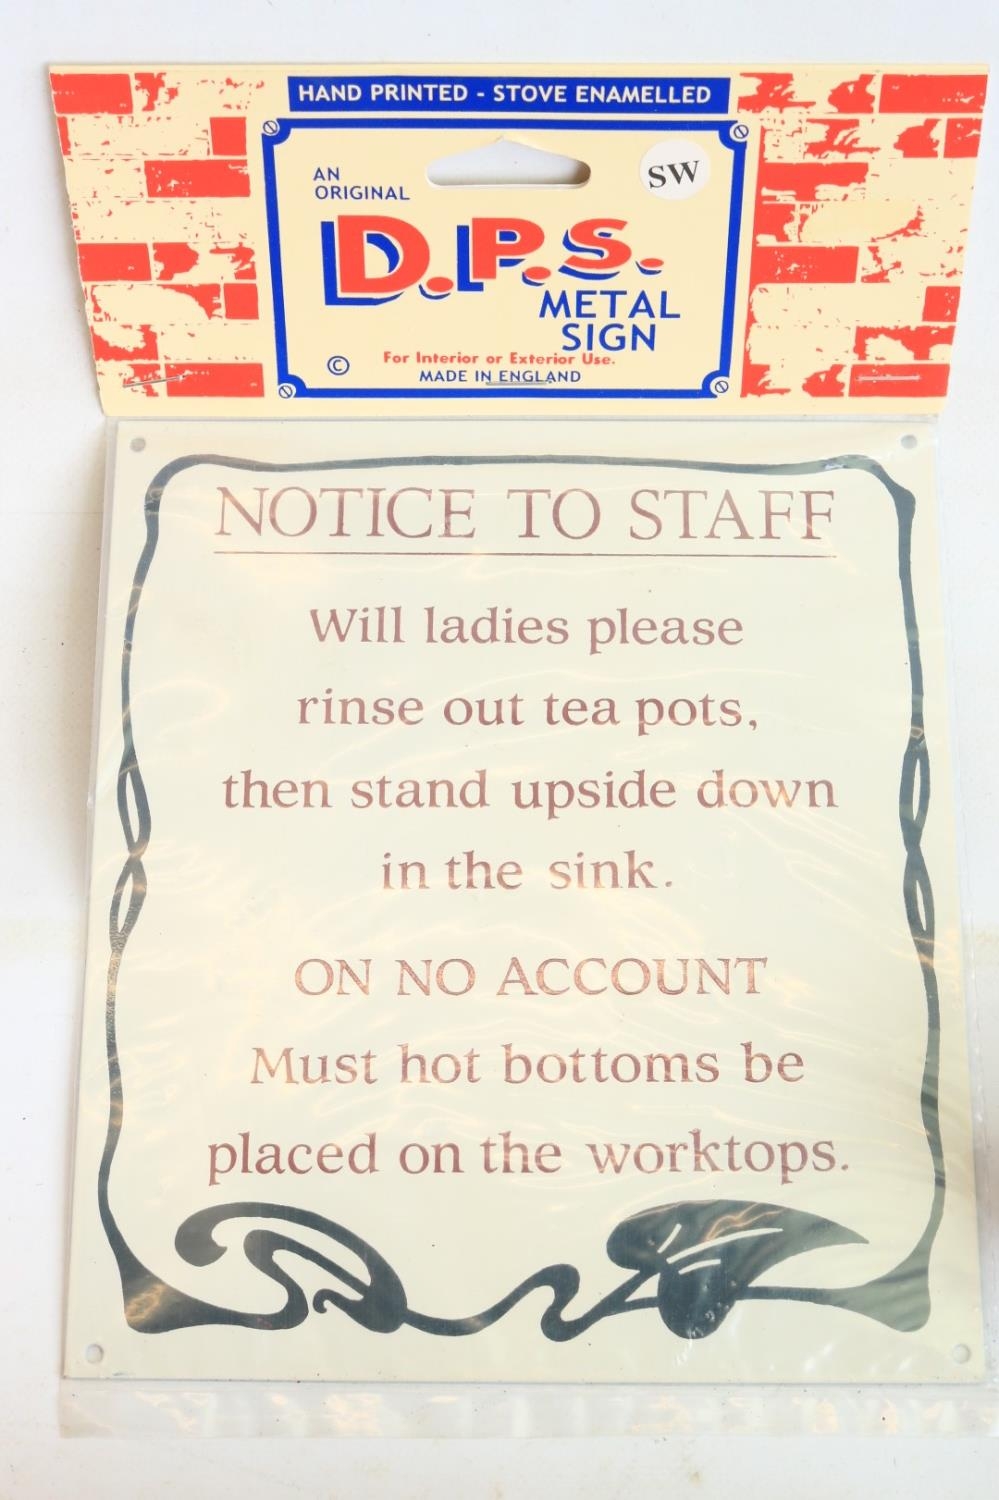 HAND PRINTED - STOVE ENAMELLED
AN
ORIGINAL
SW
D.P.S.
METAL
SIGN
For Interior or Exterior Use.
© MADE IN ENGLAND
NOTICE TO STAFF
Will ladies please
rinse out tea pots,
then stand upside down
in the sink.
ON NO ACCOUNT
Must hot bottoms be
placed on the worktops.